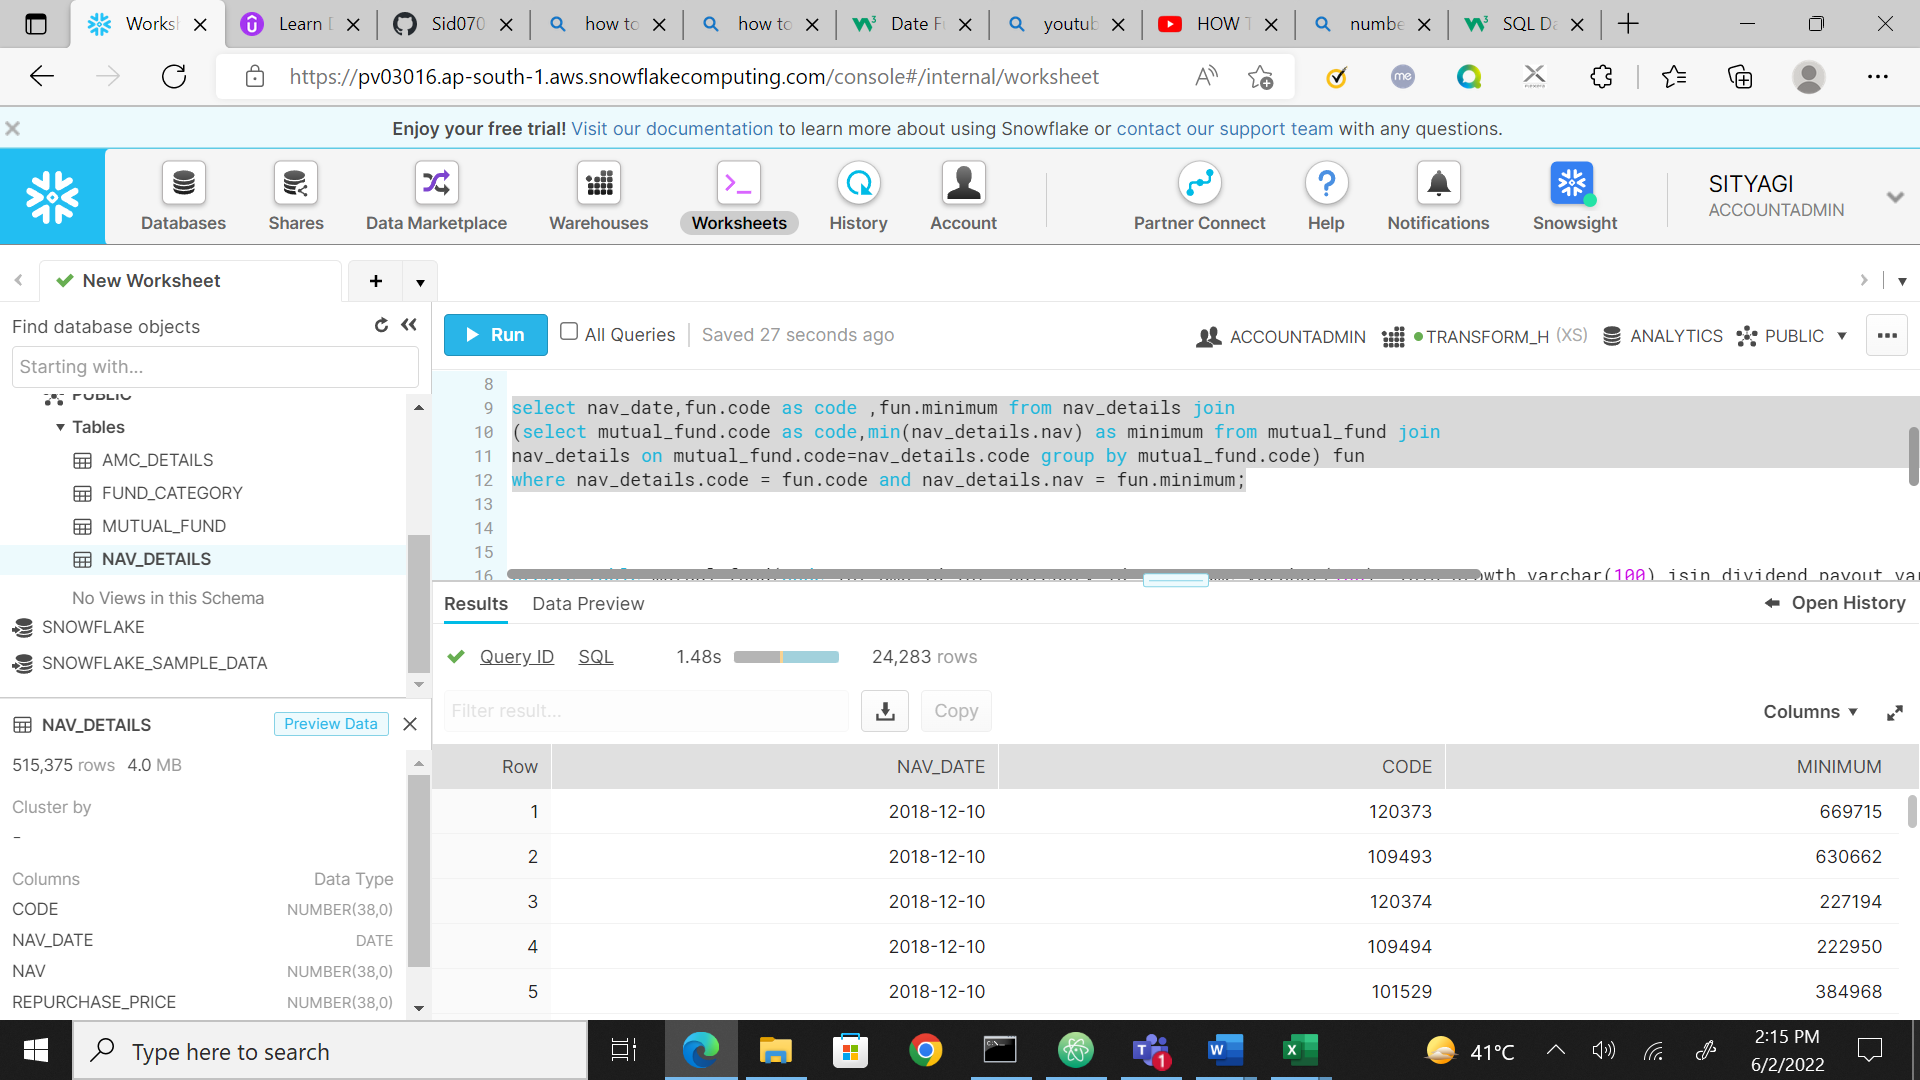 Works
Learn
Sid070
how to
how to
Date F
youtub
HOW
numbe
SQL D
https://pv03016.ap-south-1.aws.snowflakecomputing.com/console#/internal/worksheet
me
Enjoy your free trial! Visit our documentation to learn more about using Snowflake or contact our support team with any questions.
Databases
Shares
Data Marketplace
Warehouses
Worksheets
History
Account
Partner Connect
Help
Notifications
Snowsight
SITYAGI
ACCOUNTADMIN
New Worksheet
Find database objects
Starting with...
PUBLIC
Tables
AMC_DETAILS
FUND_CATEGORY
MUTUAL_FUND
NAV_DETAILS
No Views in this Schema
SNOWFLAKE
SNOWFLAKE_SAMPLE_DATA
NAV_DETAILS
Preview Data
515,375 rows 4.0 MB
Cluster by
-
Columns Data Type
CODE NUMBER(38,0)
NAV_DATE DATE
NAV NUMBER(38,0)
REPURCHASE_PRICE NUMBER(38,0)
Run
All Queries
Saved 27 seconds ago
ACCOUNTADMIN
TRANSFORM_H (XS)
ANALYTICS
PUBLIC
8
9 select nav_date,fun.code as code ,fun.minimum from nav_details join
10 (select mutual_fund.code as code,min(nav_details.nav) as minimum from mutual_fund join
11 nav_details on mutual_fund.code=nav_details.code group by mutual_fund.code) fun
12 where nav_details.code = fun.code and nav_details.nav = fun.minimum;
13
14
15
16 varchar(100) isin_dividend_payout
Results
Data Preview
Open History
Query ID SQL 1.48s 24,283 rows
Filter result...
Copy
Columns
Row NAV_DATE CODE MINIMUM
1 2018-12-10 120373 669715
2 2018-12-10 109493 630662
3 2018-12-10 120374 227194
4 2018-12-10 109494 222950
5 2018-12-10 101529 384968
Type here to search
1
41°C
2:15 PM
6/2/2022